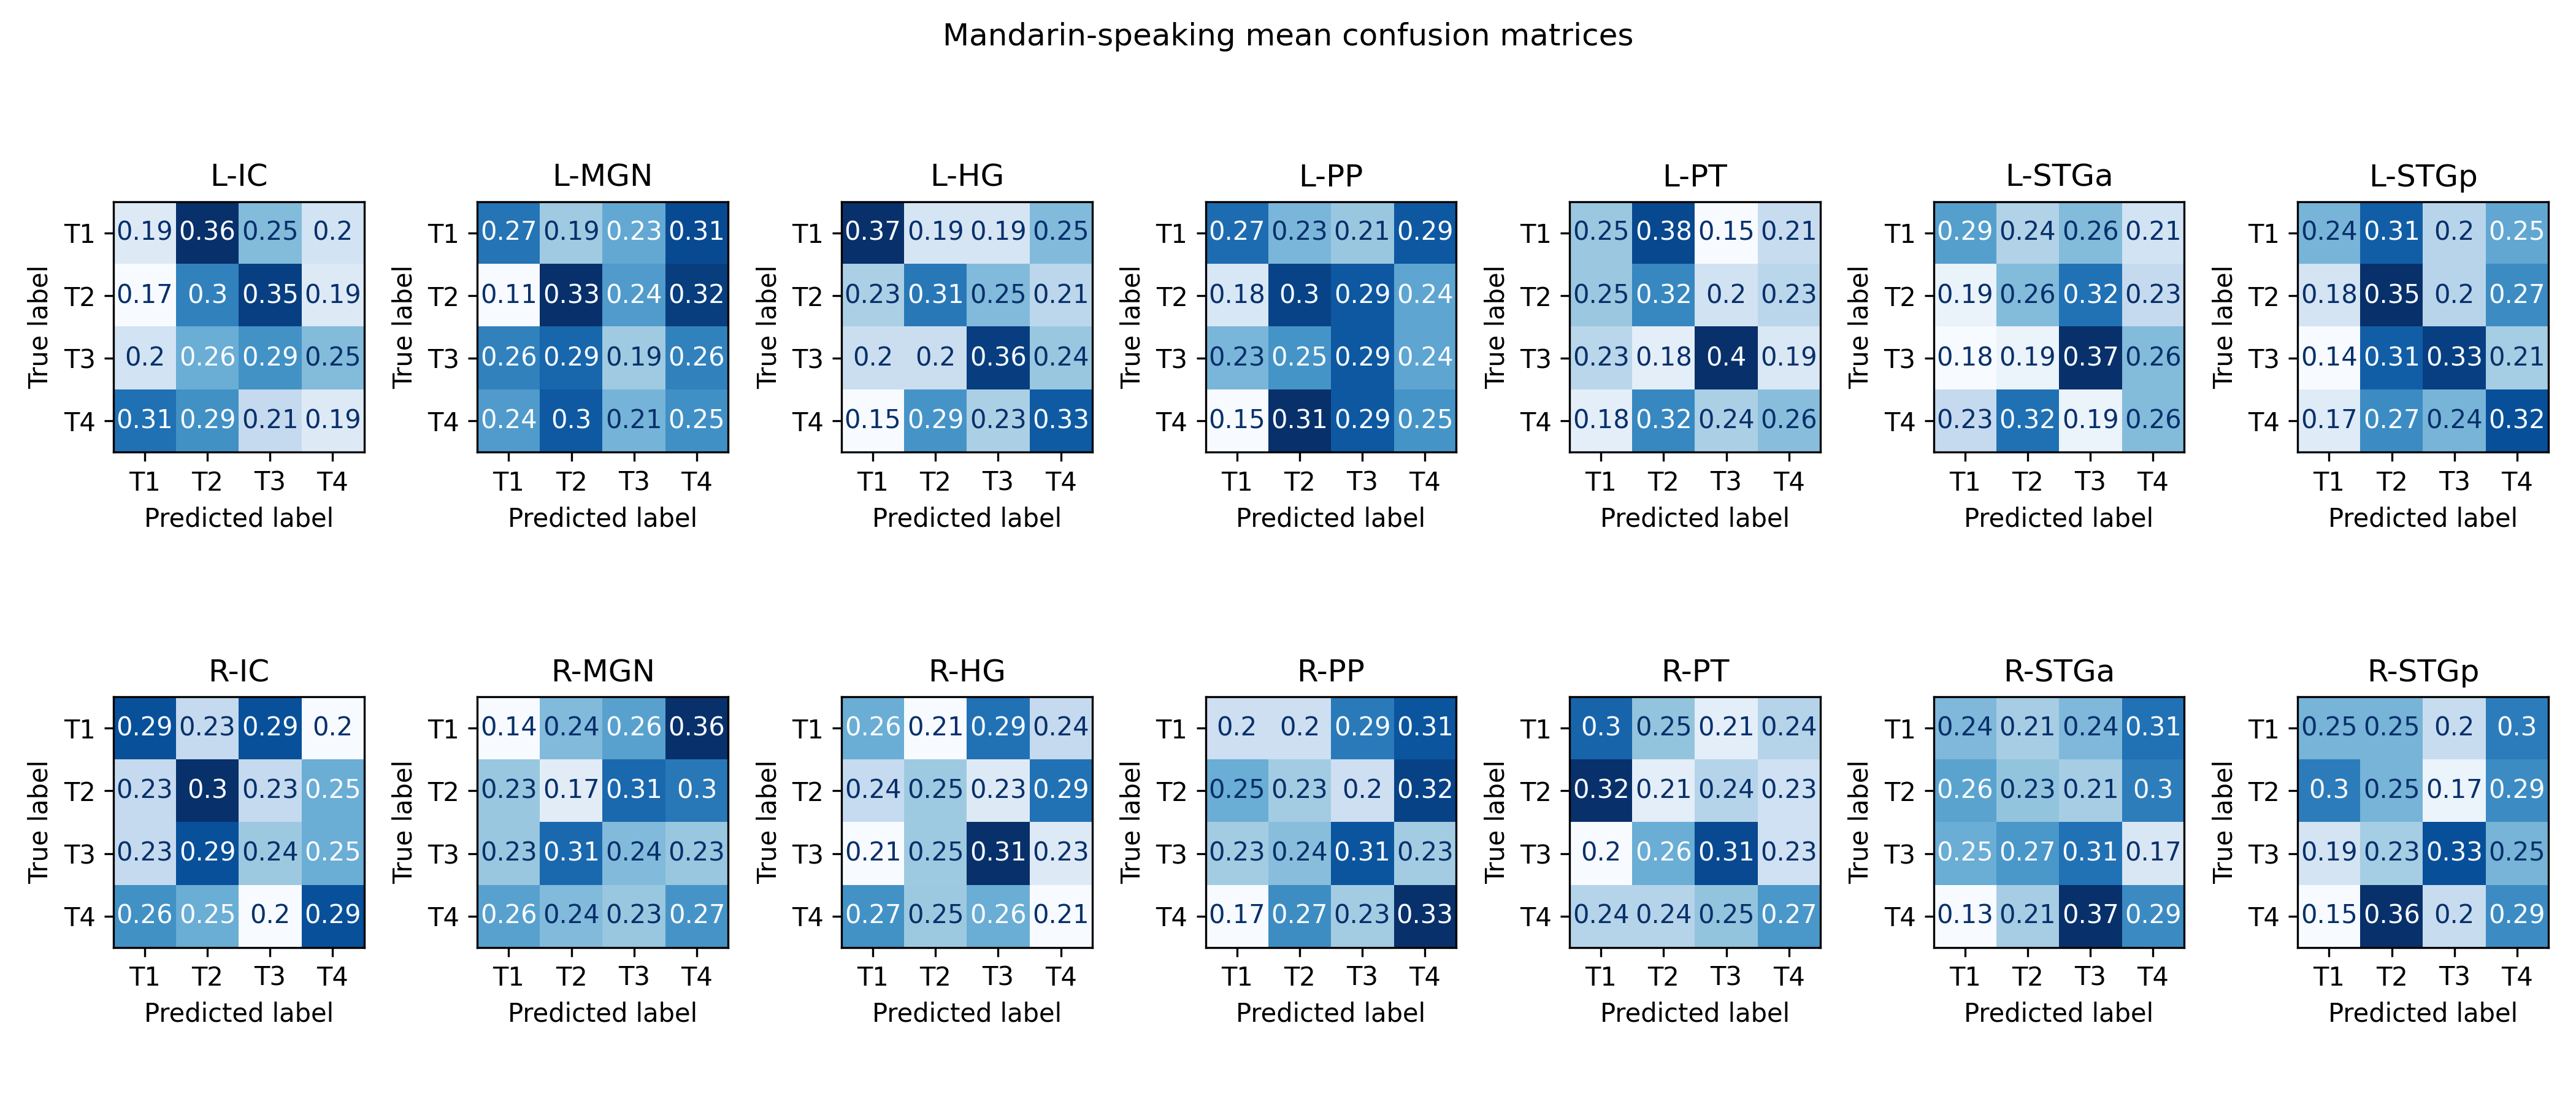 Mandarin-speaking mean confusion matrices
L-IC L-MGN L-HG L-PP L-PT L-STGa L-STGp
T1 0.19 0.36 0.25 0.2 T1 0.27 0.19 0.23 0.31 T1 0.37 0.19 0.19 0.25 T1 0.27 0.23 0.21 0.29 T1 0.25 0.38 0.15 0.21 T1 0.29 0.24 0.26 0.21 T1 0.24 0.31 0.2 0.25
T2 0.17 0.3 0.35 0.19 T2 0.11 0.33 0.24 0.32 T2 0.23 0.31 0.25 0.21 T2 0.18 0.3 0.29 0.24 T2 0.25 0.32 0.2 0.23 T2 0.19 0.26 0.32 0.23 T2 0.18 0.35 0.2 0.27
True label True label True label True label True label True label True label
T3 0.2 0.26 0.29 0.25 T3 0.26 0.29 0.19 0.26 T3 0.2 0.2 0.36 0.24 T3 0.23 0.25 0.29 0.24 T3 0.23 0.18 0.4 0.19 T3 0.18 0.19 0.37 0.26 T3 0.14 0.31 0.33 0.21
T4 0.31 0.29 0.21 0.19 T4 0.24 0.3 0.21 0.25 T4 0.15 0.29 0.23 0.33 T4 0.15 0.31 0.29 0.25 T4 0.18 0.32 0.24 0.26 T4 0.23 0.32 0.19 0.26 T4 0.17 0.27 0.24 0.32
T1 T2 T3 T4 T1 T2 T3 T4 T1 T2 T3 T4 T1 T2 T3 T4 T1 T2 T3 T4 T1 T2 T3 T4 T1 T2 T3 T4
Predicted label Predicted label Predicted label Predicted label Predicted label Predicted label Predicted label
R-IC R-MGN R-HG R-PP R-PT R-STGa R-STGp
T1 0.29 0.23 0.29 0.2 T1 0.14 0.24 0.26 0.36 T1 0.26 0.21 0.29 0.24 T1 0.2 0.2 0.29 0.31 T1 0.3 0.25 0.21 0.24 T1 0.24 0.21 0.24 0.31 T1 0.25 0.25 0.2 0.3
T2 0.23 0.3 0.23 0.25 T2 0.23 0.17 0.31 0.3 T2 0.24 0.25 0.23 0.29 T2 0.25 0.23 0.2 0.32 T2 0.32 0.21 0.24 0.23 T2 0.26 0.23 0.21 0.3 T2 0.3 0.25 0.17 0.29
True label True label True label True label True label True label True label
T3 0.23 0.29 0.24 0.25 T3 0.23 0.31 0.24 0.23 T3 0.21 0.25 0.31 0.23 T3 0.23 0.24 0.31 0.23 T3 0.2 0.26 0.31 0.23 T3 0.25 0.27 0.31 0.17 T3 0.19 0.23 0.33 0.25
T4 0.26 0.25 0.2 0.29 T4 0.26 0.24 0.23 0.27 T4 0.27 0.25 0.26 0.21 T4 0.17 0.27 0.23 0.33 T4 0.24 0.24 0.25 0.27 T4 0.13 0.21 0.37 0.29 T4 0.15 0.36 0.2 0.29
T1 T2 T3 T4 T1 T2 T3 T4 T1 T2 T3 T4 T1 T2 T3 T4 T1 T2 T3 T4 T1 T2 T3 T4 T1 T2 T3 T4
Predicted label Predicted label Predicted label Predicted label Predicted label Predicted label Predicted label